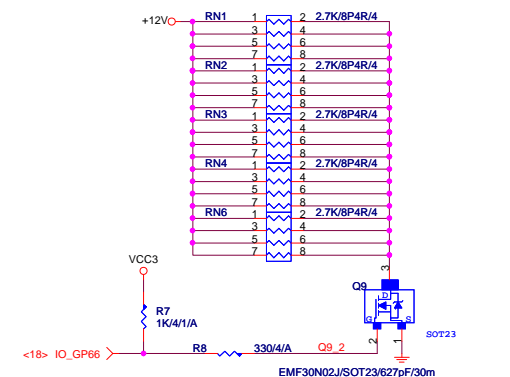 +12V RN1 1 2 2.7K/8P4R/4
3 4
5 6
7 8
RN2 1 2 2.7K/8P4R/4
3 4
5 6
7 8
RN3 1 2 2.7K/8P4R/4
3 4
5 6
7 8
RN4 1 2 2.7K/8P4R/4
3 4
5 6
7 8
RN6 1 2 2.7K/8P4R/4
3 4
5 6
7 8
VCC3
3
Q9
D
G S
R7
1K/4/1/A
2 1
SOT23
<18> IO_GP66 R8 330/4/A Q9_2
EMF30N02J/SOT23/627pF/30m